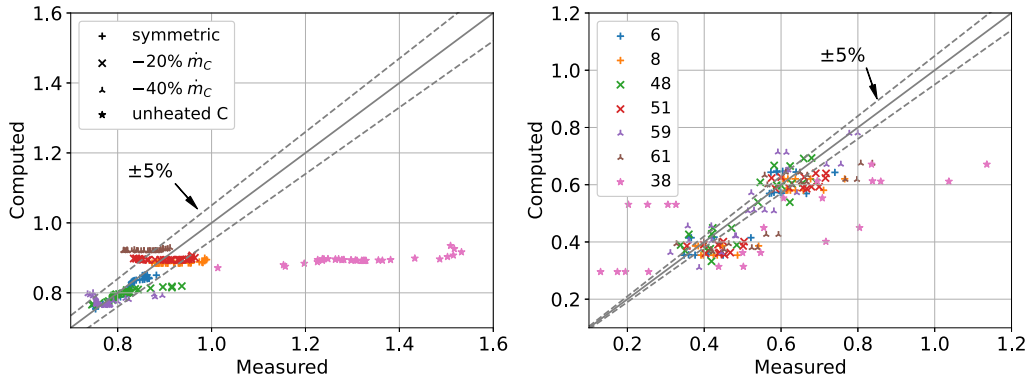 1.6
1.4
1.2
1.0
0.8
Computed
symmetric
−20% ṁ_C
−40% ṁ_C
unheated C
±5%
0.8 1.0 1.2 1.4 1.6
Measured
1.2
1.0
0.8
0.6
0.4
0.2
Computed
6
8
48
51
59
61
38
±5%
0.2 0.4 0.6 0.8 1.0 1.2
Measured